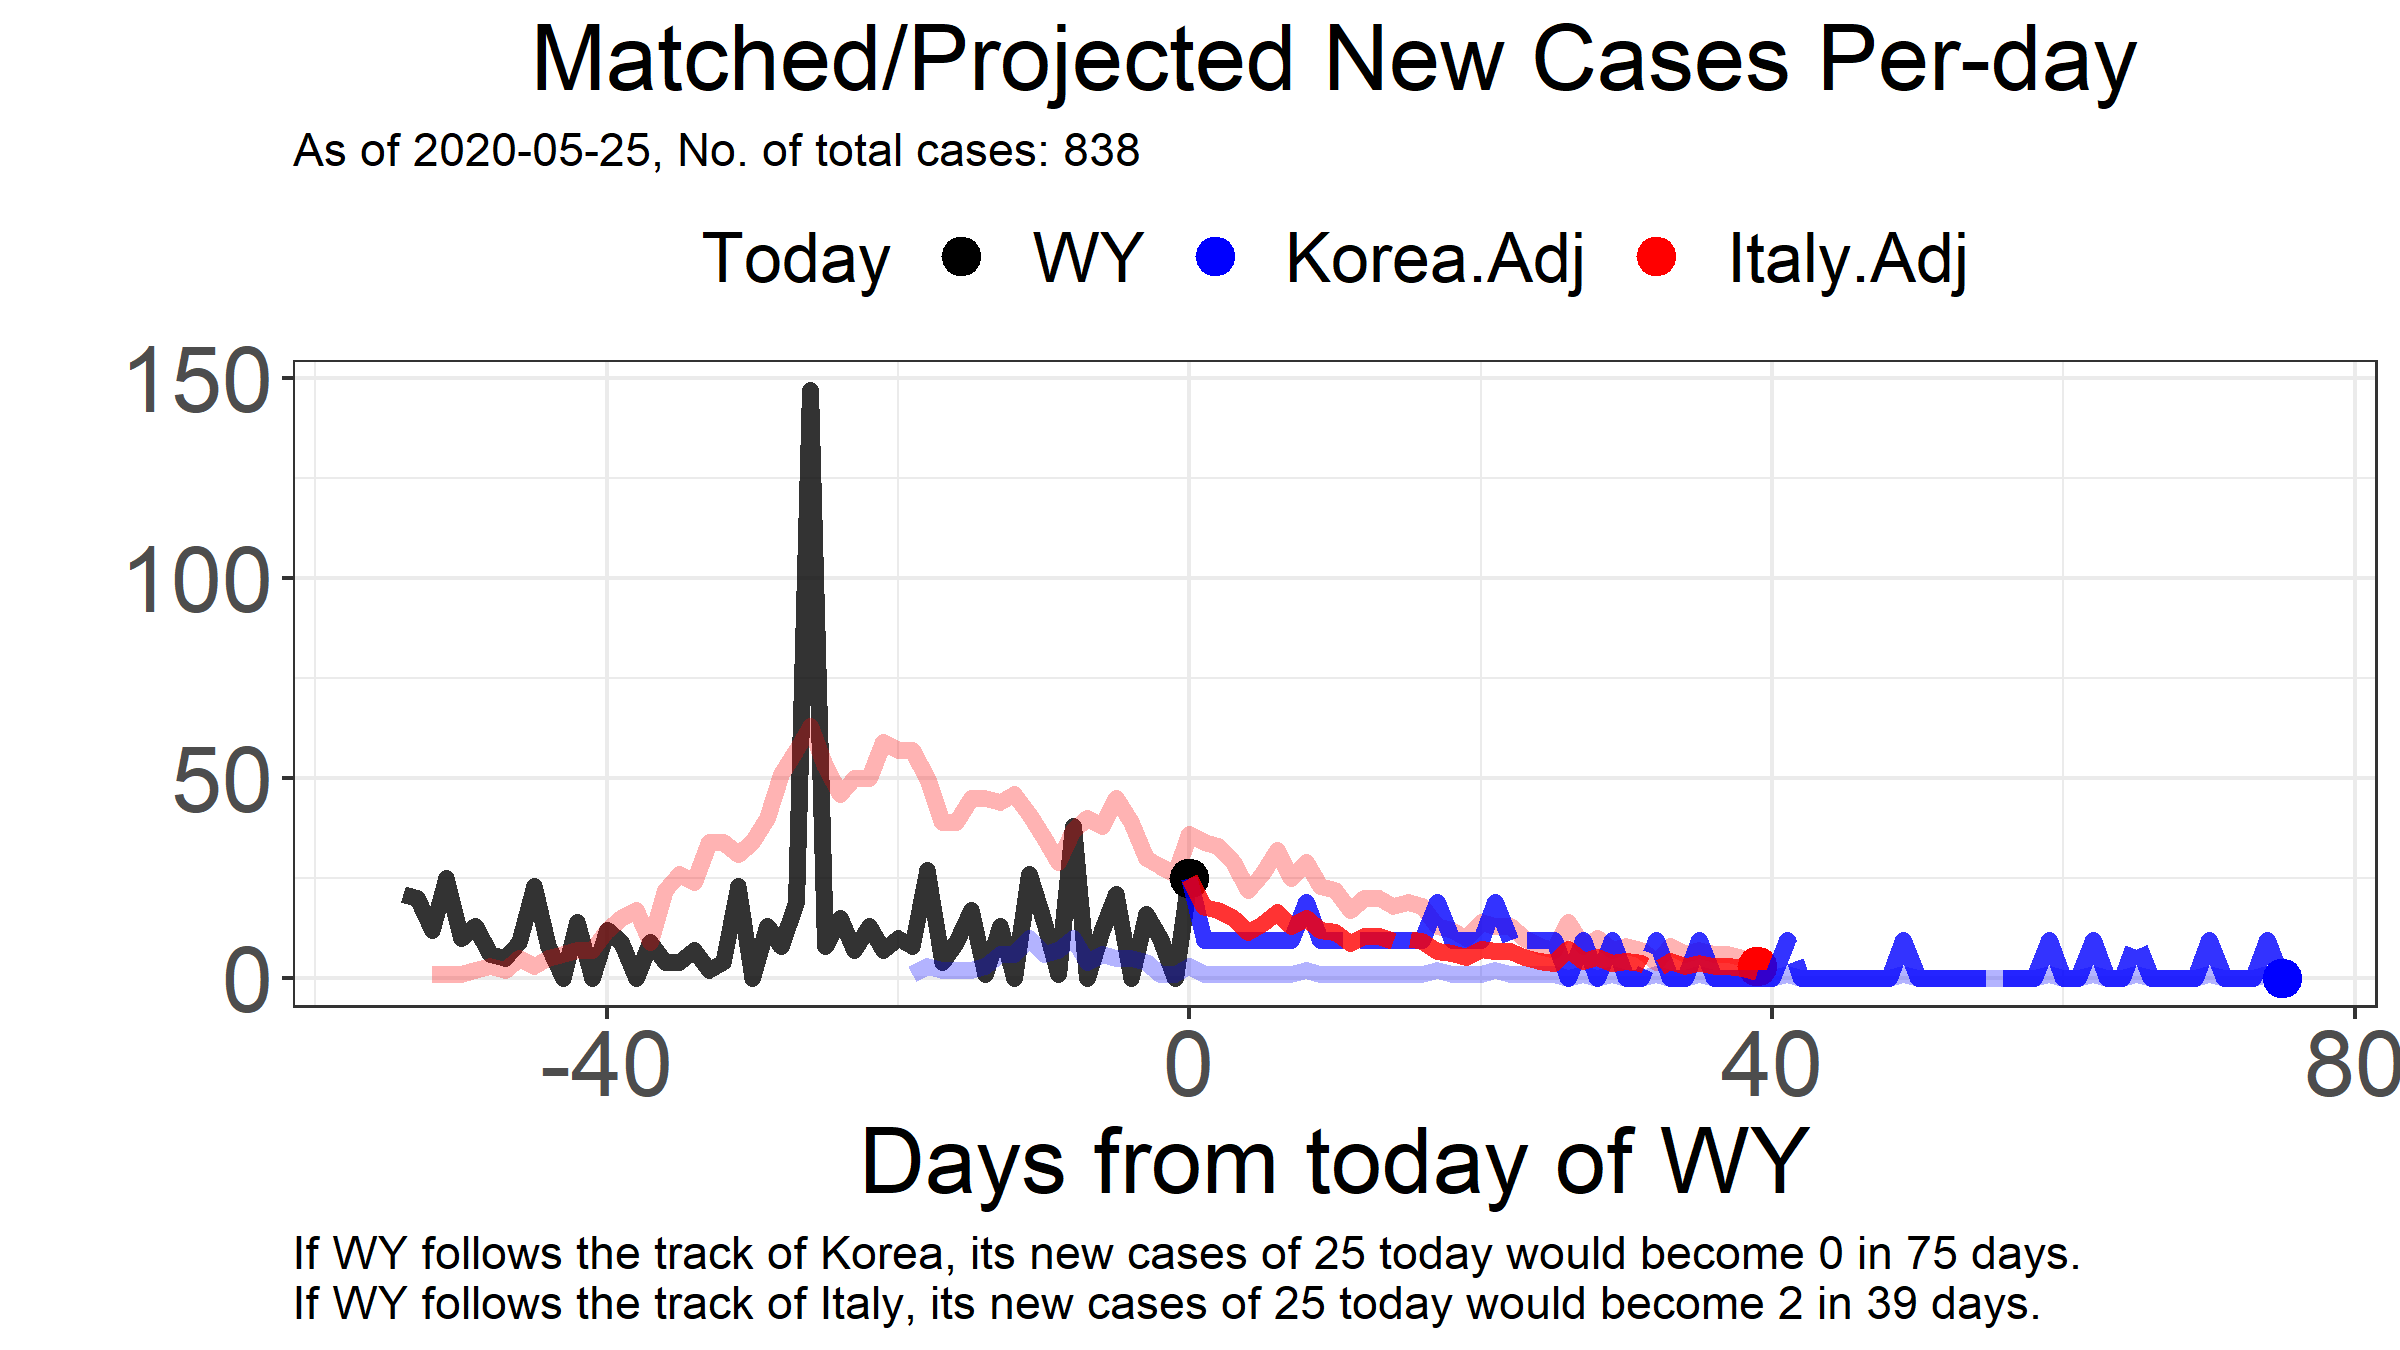 Matched/Projected New Cases Per-day
As of 2020-05-25, No. of total cases: 838
Today WY Korea.Adj Italy.Adj
150
100
50
0
-40 0 40 80
Days from today of WY
If WY follows the track of Korea, its new cases of 25 today would become 0 in 75 days.
If WY follows the track of Italy, its new cases of 25 today would become 2 in 39 days.